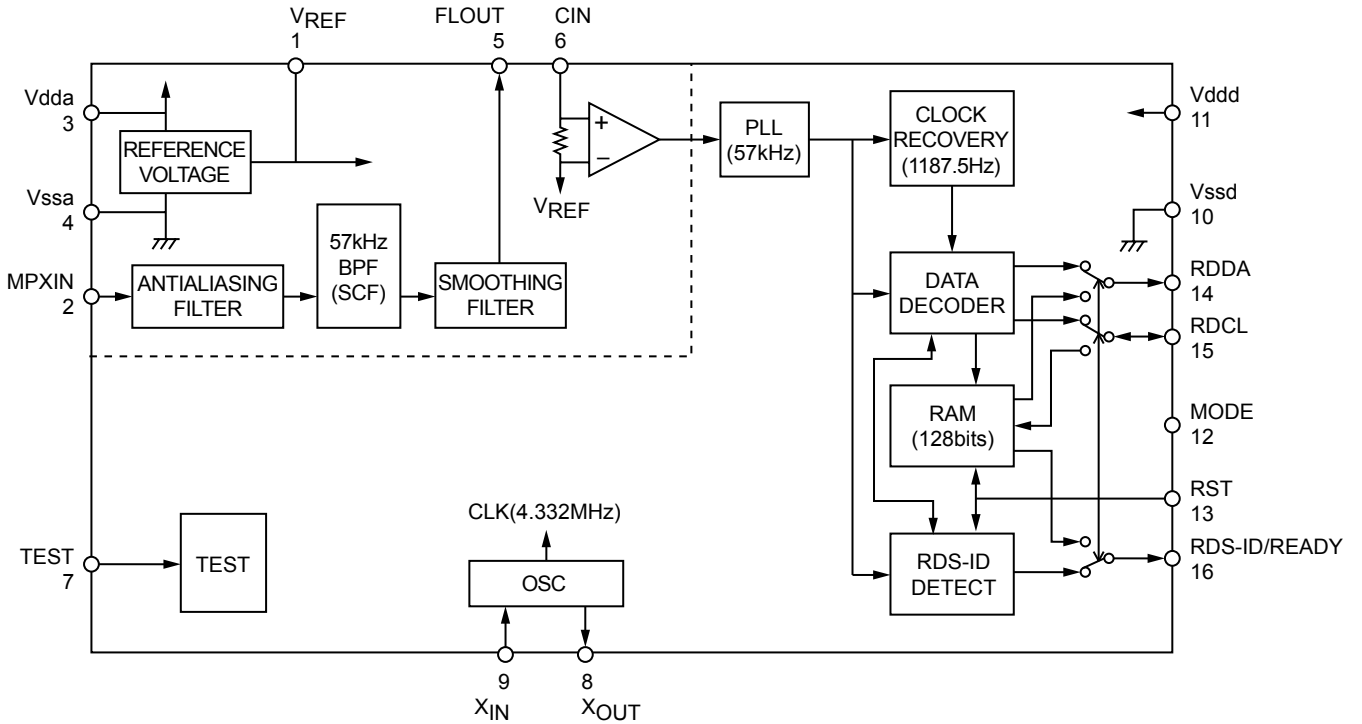 VREF
1
FLOUT
5
CIN
6
Vdda
3
REFERENCE
VOLTAGE
Vssa
4
+
−
VREF
PLL
(57kHz)
CLOCK
RECOVERY
(1187.5Hz)
Vddd
11
Vssd
10
MPXIN
2
ANTIALIASING
FILTER
57kHz
BPF
(SCF)
SMOOTHING
FILTER
DATA
DECODER
RDDA
14
RDCL
15
RAM
(128bits)
MODE
12
RST
13
CLK(4.332MHz)
TEST
7
TEST
OSC
RDS-ID
DETECT
RDS-ID/READY
16
9
XIN
8
XOUT